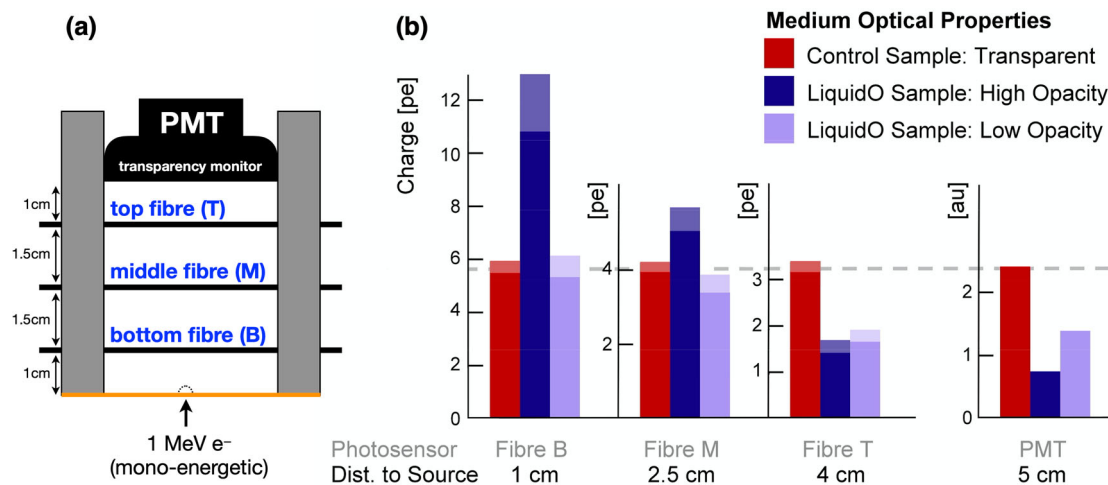 (a)
PMT
transparency monitor
1cm
top fibre (T)
1.5cm
middle fibre (M)
1.5cm
bottom fibre (B)
1cm
1 MeV e⁻
(mono-energetic)
(b)
Medium Optical Properties
Control Sample: Transparent
LiquidO Sample: High Opacity
LiquidO Sample: Low Opacity
Charge [pe]
12
10
8
6
4
2
0
[pe]
4
2
[pe]
3
2
1
[au]
2
1
0
Photosensor Fibre B Fibre M Fibre T PMT
Dist. to Source 1 cm 2.5 cm 4 cm 5 cm